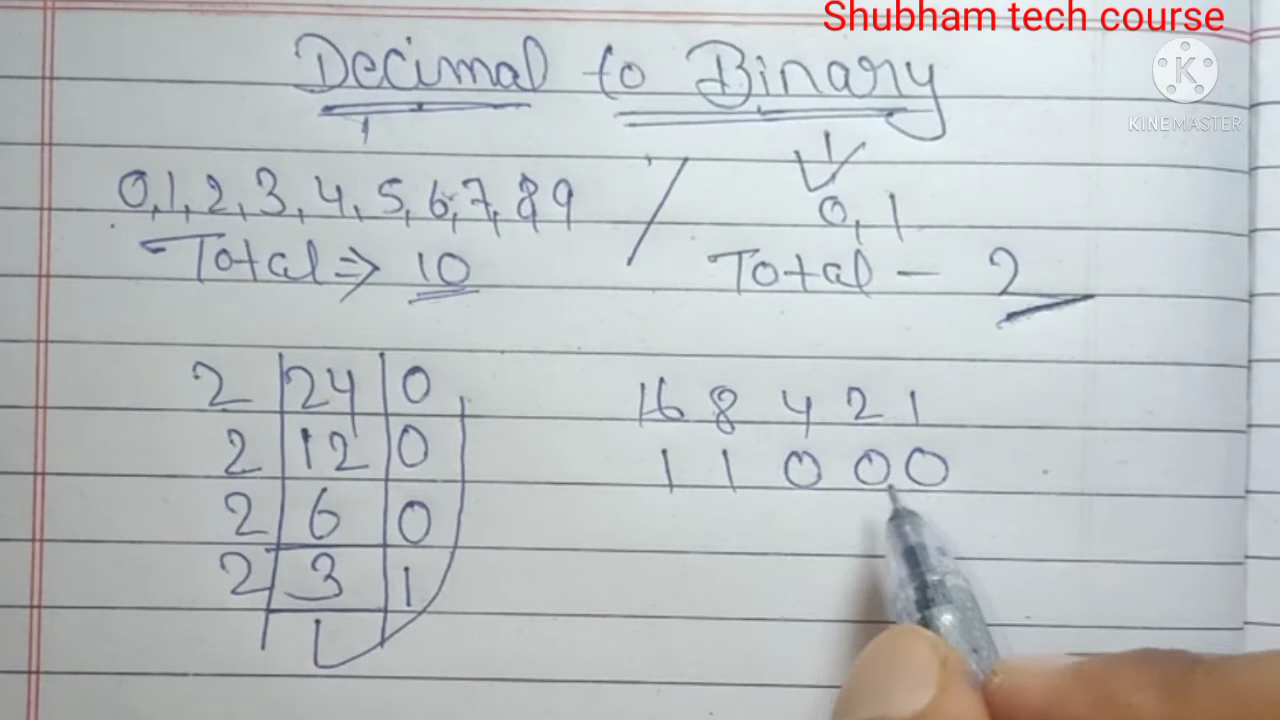 Shubham tech course
KINEMASTER
Decimal to Binary
0,1,2,3,4,5,6,7,8,9 / 0,1
Total => 10 Total - 2
2 24 0
2 12 0
2 6 0
2 3 1
1
16 8 4 2 1
1 1 0 0 0